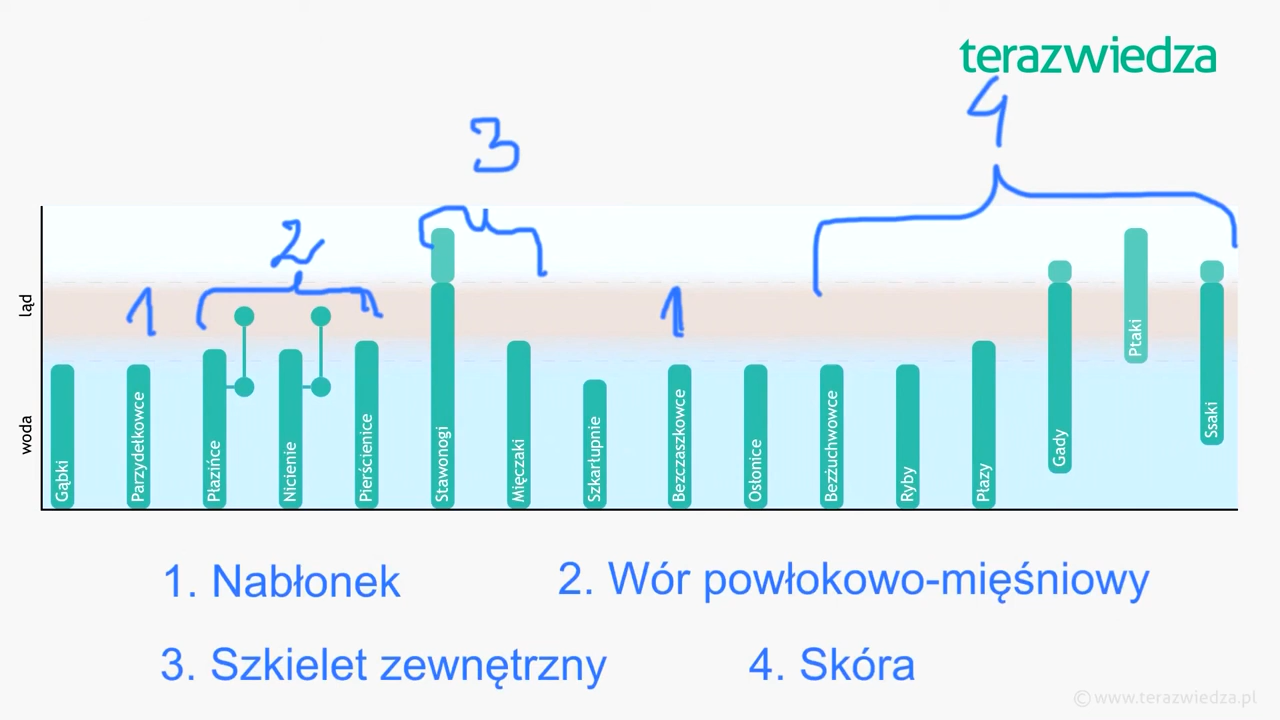 terazwiedza
4
3
2
1
1
ląd
woda
Gąbki
Parzydełkowce
Płazińce
Nicienie
Pierścienice
Stawonogi
Mięczaki
Szkarłupnie
Bezczaszkowce
Osłonice
Bezżuchwowce
Ryby
Płazy
Gady
Ptaki
Ssaki
1. Nabłonek
2. Wór powłokowo-mięśniowy
3. Szkielet zewnętrzny
4. Skóra
© www.terazwiedza.pl